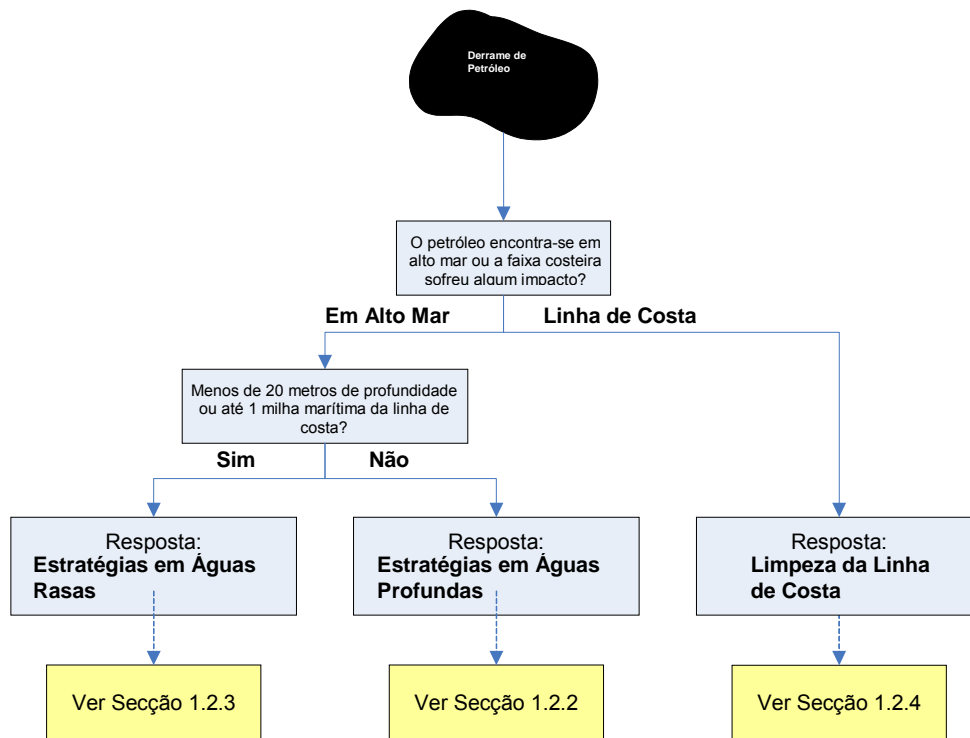 Derrame de
Petróleo
O petróleo encontra-se em
alto mar ou a faixa costeira
sofreu algum impacto?
Em Alto Mar
Linha de Costa
Menos de 20 metros de profundidade
ou até 1 milha marítima da linha de
costa?
Sim
Não
Resposta:
Estratégias em Águas
Rasas
Resposta:
Estratégias em Águas
Profundas
Resposta:
Limpeza da Linha
de Costa
Ver Secção 1.2.3
Ver Secção 1.2.2
Ver Secção 1.2.4